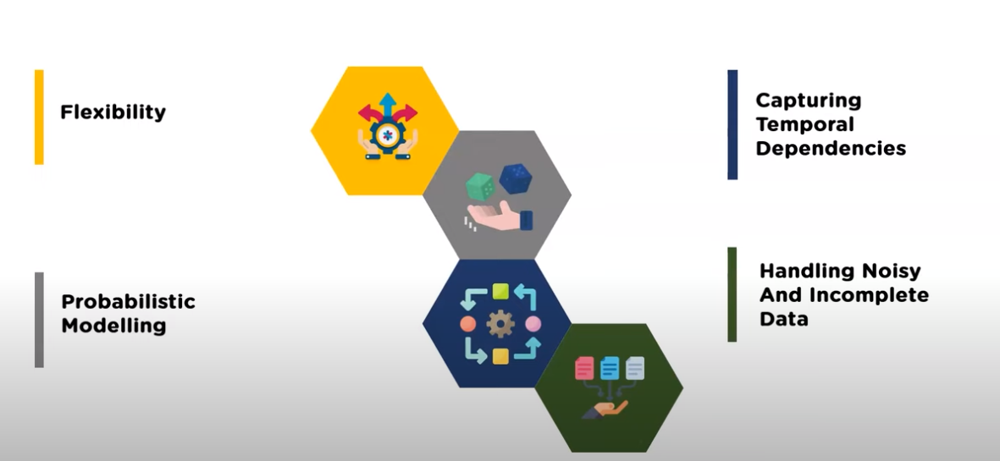 Flexibility
Probabilistic
Modelling
Capturing
Temporal
Dependencies
Handling Noisy
And Incomplete
Data